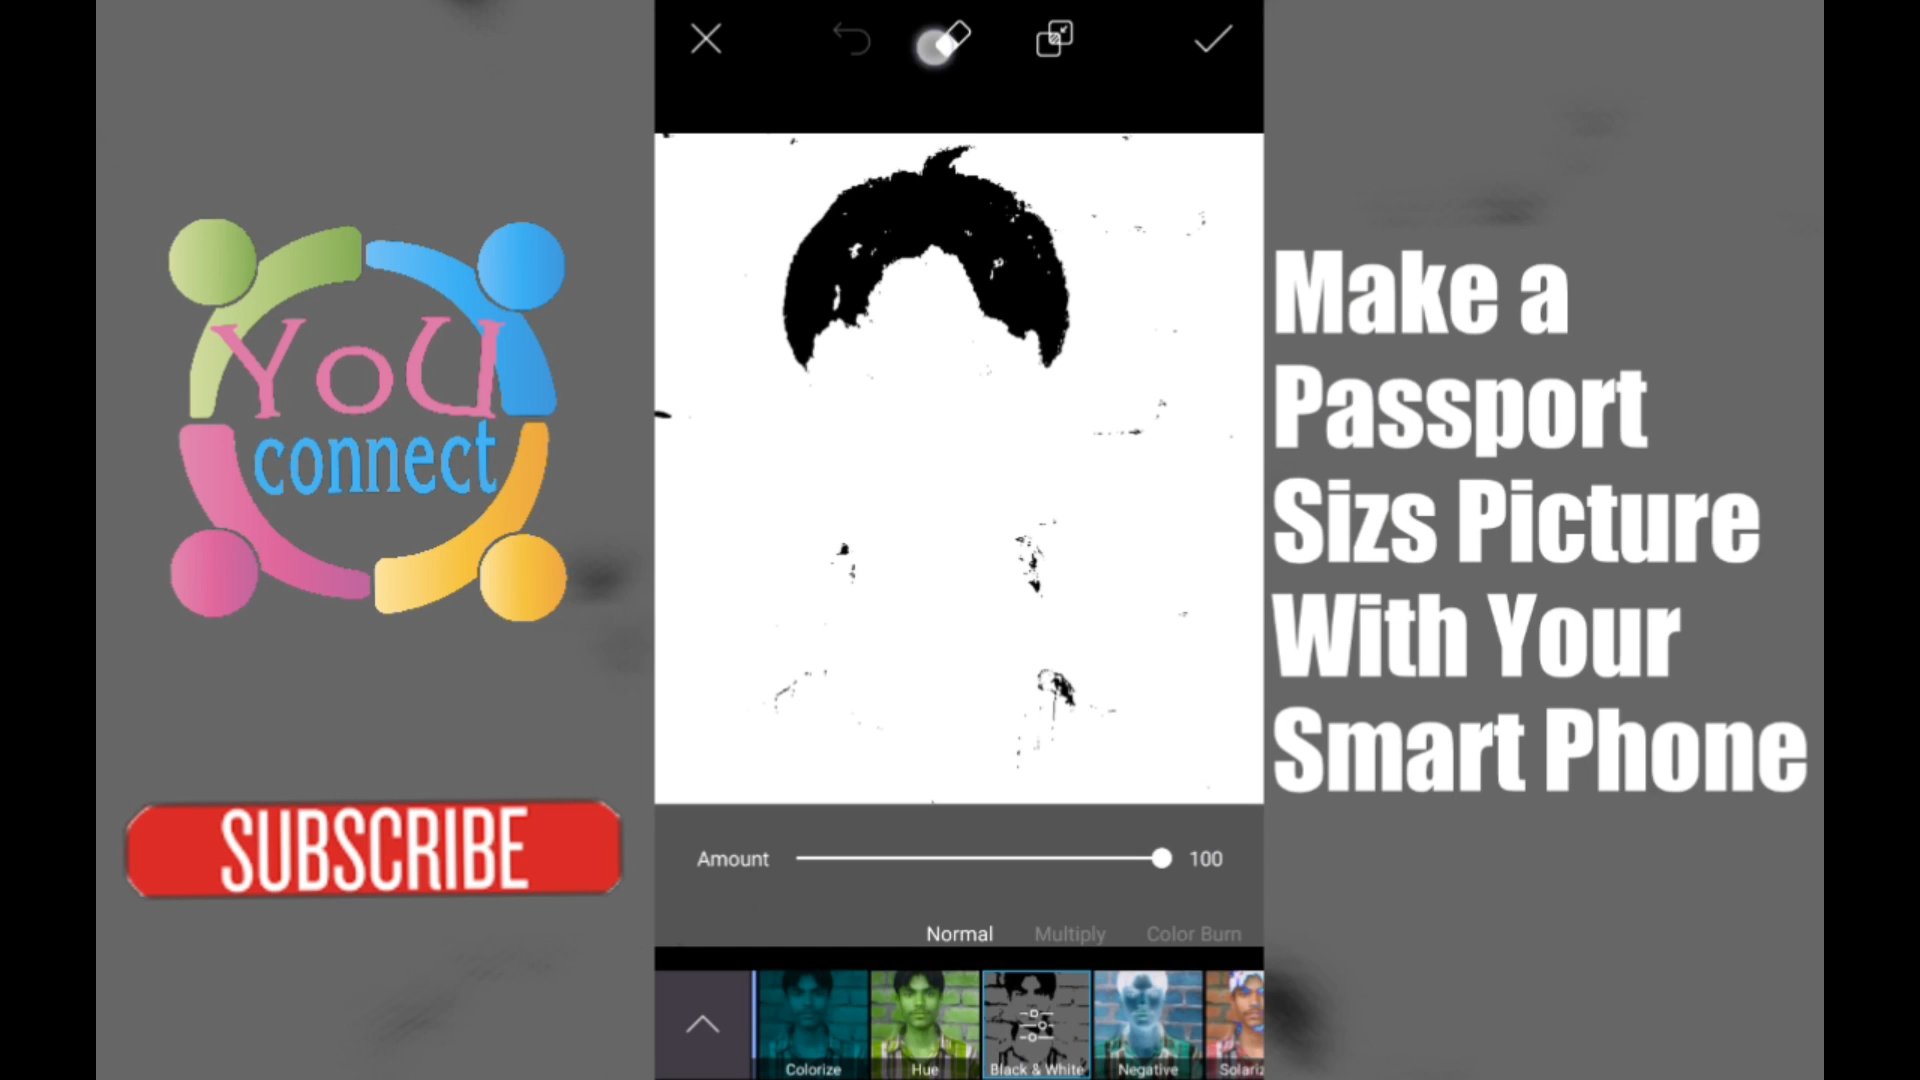 YoU
connect
SUBSCRIBE
Amount
100
Normal
Multiply
Color Burn
Colorize
Hue
Black & White
Negative
Solariz
Make a
Passport
Sizs Picture
With Your
Smart Phone